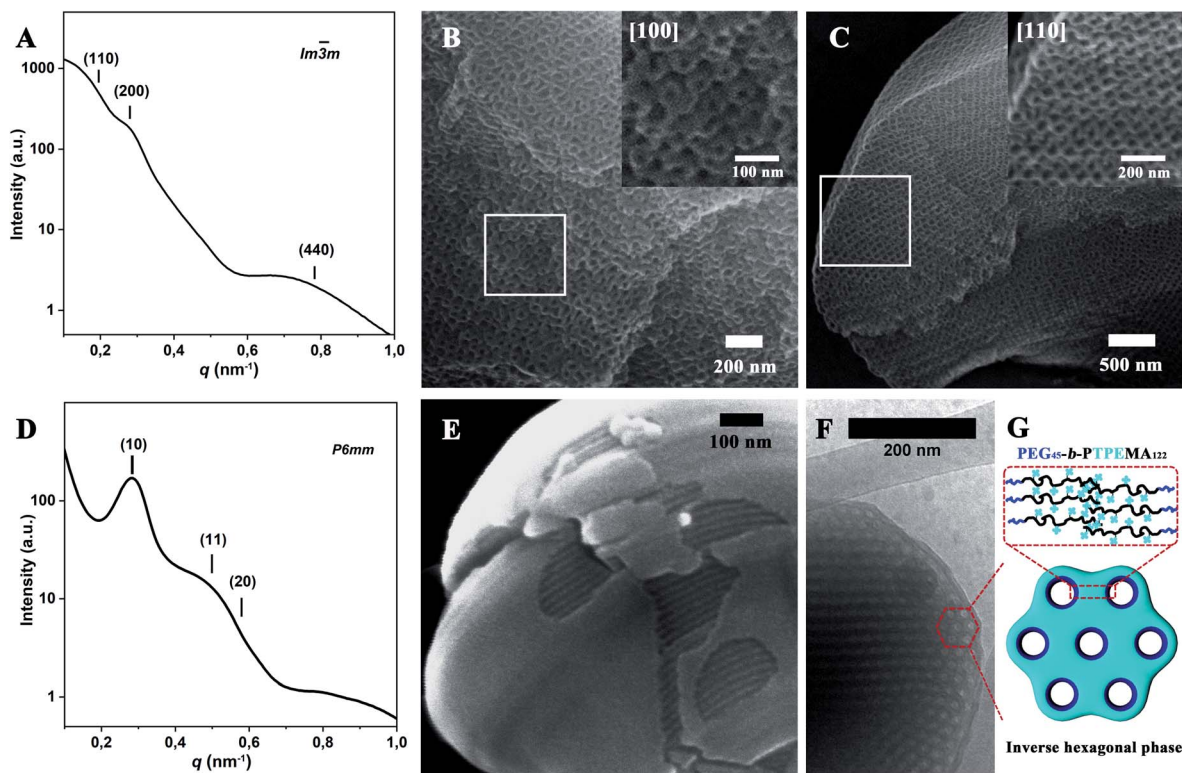 A
Im3̅m
(110)
(200)
(440)
1000
100
10
1
Intensity (a.u.)
0,2 0,4 0,6 0,8 1,0
q (nm⁻¹)
B
[100]
100 nm
200 nm
C
[110]
200 nm
500 nm
D
P6mm
(10)
(11)
(20)
100
10
1
Intensity (a.u.)
0,2 0,4 0,6 0,8 1,0
q (nm⁻¹)
E
100 nm
F
200 nm
G
PEG₄₅-b-PTPEMA₁₂₂
Inverse hexagonal phase